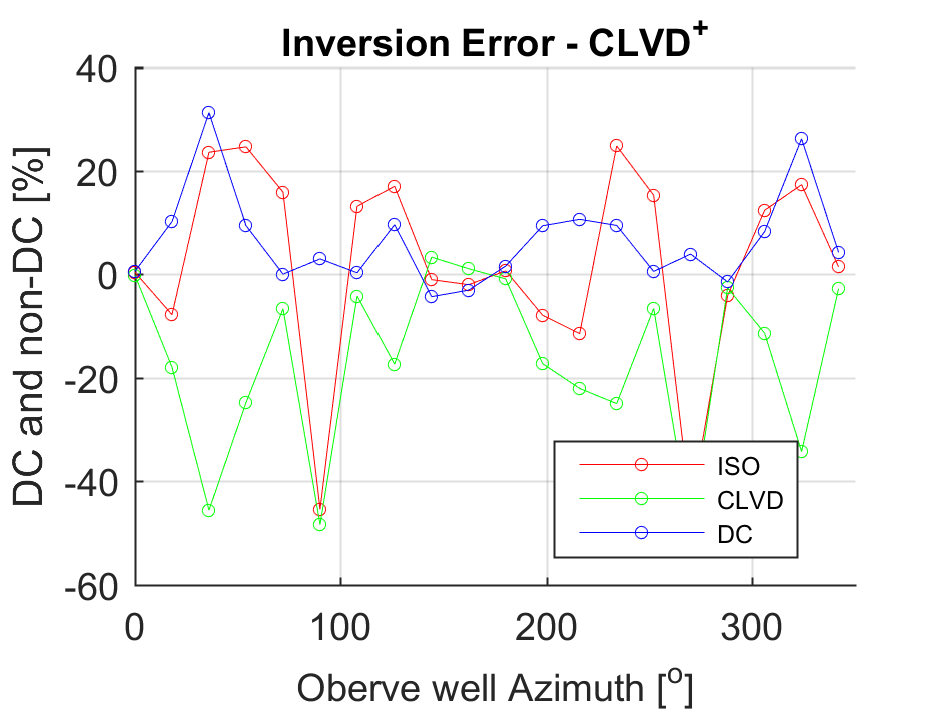 Inversion Error - CLVD+
DC and non-DC [%]
40
20
0
-20
-40
-60
0 100 200 300
Oberve well Azimuth [o]
ISO
CLVD
DC